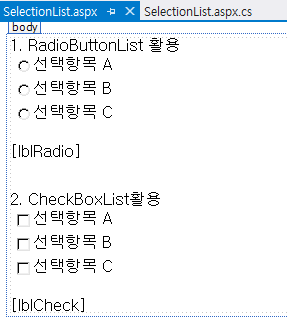 SelectionList.aspx SelectionList.aspx.cs
body
1. RadioButtonList 활용
선택항목 A
선택항목 B
선택항목 C
[lblRadio]
2. CheckBoxList활용
선택항목 A
선택항목 B
선택항목 C
[lblCheck]